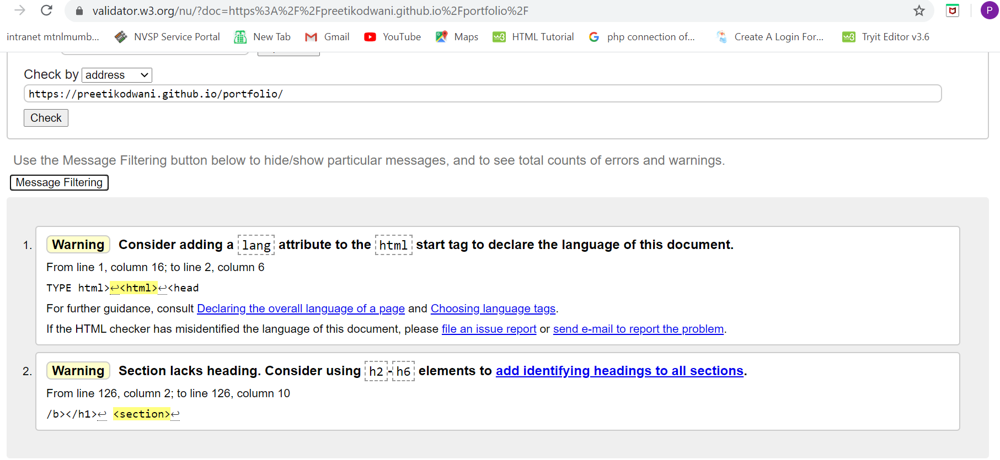 validator.w3.org/nu/?doc=https%3A%2F%2Fpreetikodwani.github.io%2Fportfolio%2F
P
intranet mtnlmumb... NVSP Service Portal New Tab Gmail YouTube Maps HTML Tutorial php connection of... Create A Login For... Tryit Editor v3.6
Check by address
https://preetikodwani.github.io/portfolio/
Check
Use the Message Filtering button below to hide/show particular messages, and to see total counts of errors and warnings.
Message Filtering
1. Warning Consider adding a lang attribute to the html start tag to declare the language of this document.
From line 1, column 16; to line 2, column 6
TYPE html>↩<html>↩<head
For further guidance, consult Declaring the overall language of a page and Choosing language tags.
If the HTML checker has misidentified the language of this document, please file an issue report or send e-mail to report the problem.
2. Warning Section lacks heading. Consider using h2-h6 elements to add identifying headings to all sections.
From line 126, column 2; to line 126, column 10
/b></h1>↩ <section>↩